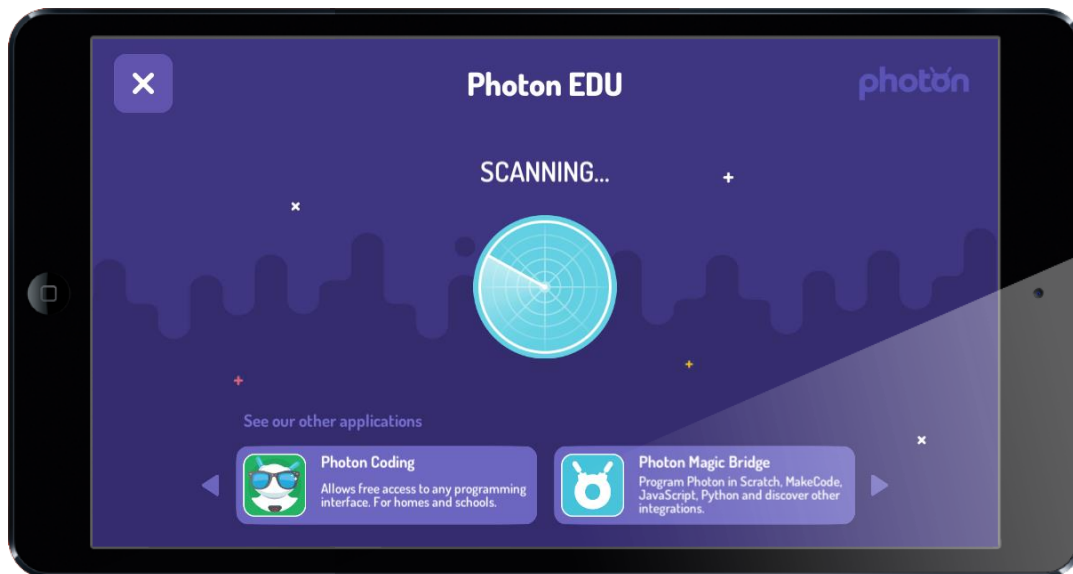 Photon EDU
photon
SCANNING...
See our other applications
Photon Coding
Allows free access to any programming
interface. For homes and schools.
Photon Magic Bridge
Program Photon in Scratch, MakeCode,
JavaScript, Python and discover other
integrations.